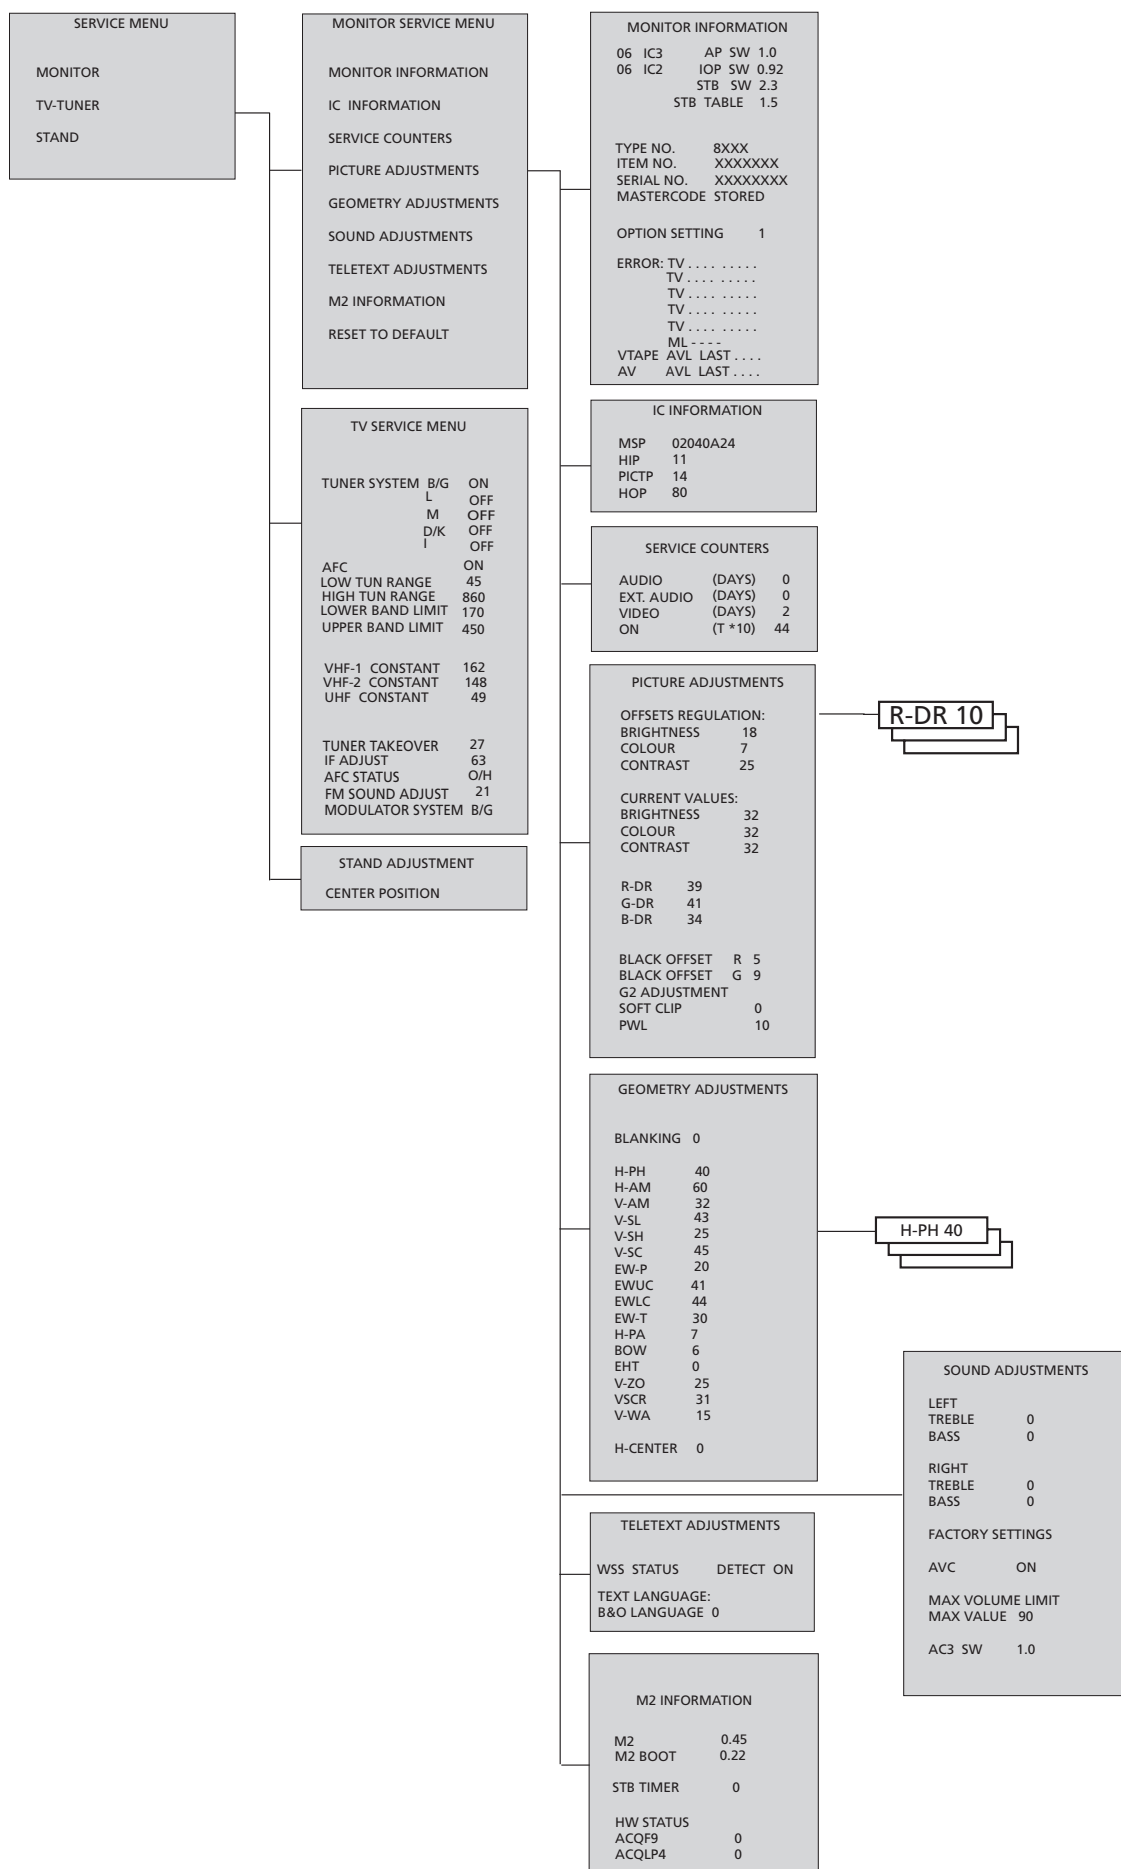 SERVICE MENU
MONITOR
TV-TUNER
STAND
MONITOR SERVICE MENU
MONITOR INFORMATION
IC INFORMATION
SERVICE COUNTERS
PICTURE ADJUSTMENTS
GEOMETRY ADJUSTMENTS
SOUND ADJUSTMENTS
TELETEXT ADJUSTMENTS
M2 INFORMATION
RESET TO DEFAULT
TV SERVICE MENU
TUNER SYSTEM B/G ON
L OFF
M OFF
D/K OFF
I OFF
AFC ON
LOW TUN RANGE 45
HIGH TUN RANGE 860
LOWER BAND LIMIT 170
UPPER BAND LIMIT 450
VHF-1 CONSTANT 162
VHF-2 CONSTANT 148
UHF CONSTANT 49
TUNER TAKEOVER 27
IF ADJUST 63
AFC STATUS O/H
FM SOUND ADJUST 21
MODULATOR SYSTEM B/G
STAND ADJUSTMENT
CENTER POSITION
MONITOR INFORMATION
06 IC3 AP SW 1.0
06 IC2 IOP SW 0.92
STB SW 2.3
STB TABLE 1.5
TYPE NO. 8XXX
ITEM NO. XXXXXXX
SERIAL NO. XXXXXXXX
MASTERCODE STORED
OPTION SETTING 1
ERROR: TV . . . . . . . . .
TV . . . . . . . . .
TV . . . . . . . . .
TV . . . . . . . . .
TV . . . . . . . . .
ML - - - -
VTAPE AVL LAST . . . .
AV AVL LAST . . . .
IC INFORMATION
MSP 02040A24
HIP 11
PICTP 14
HOP 80
SERVICE COUNTERS
AUDIO (DAYS) 0
EXT. AUDIO (DAYS) 0
VIDEO (DAYS) 2
ON (T *10) 44
PICTURE ADJUSTMENTS
OFFSETS REGULATION:
BRIGHTNESS 18
COLOUR 7
CONTRAST 25
CURRENT VALUES:
BRIGHTNESS 32
COLOUR 32
CONTRAST 32
R-DR 39
G-DR 41
B-DR 34
BLACK OFFSET R 5
BLACK OFFSET G 9
G2 ADJUSTMENT
SOFT CLIP 0
PWL 10
R-DR 10
GEOMETRY ADJUSTMENTS
BLANKING 0
H-PH 40
H-AM 60
V-AM 32
V-SL 43
V-SH 25
V-SC 45
EW-P 20
EWUC 41
EWLC 44
EW-T 30
H-PA 7
BOW 6
EHT 0
V-ZO 25
VSCR 31
V-WA 15
H-CENTER 0
H-PH 40
SOUND ADJUSTMENTS
LEFT
TREBLE 0
BASS 0
RIGHT
TREBLE 0
BASS 0
FACTORY SETTINGS
AVC ON
MAX VOLUME LIMIT
MAX VALUE 90
AC3 SW 1.0
TELETEXT ADJUSTMENTS
WSS STATUS DETECT ON
TEXT LANGUAGE:
B&O LANGUAGE 0
M2 INFORMATION
M2 0.45
M2 BOOT 0.22
STB TIMER 0
HW STATUS
ACQF9 0
ACQLP4 0